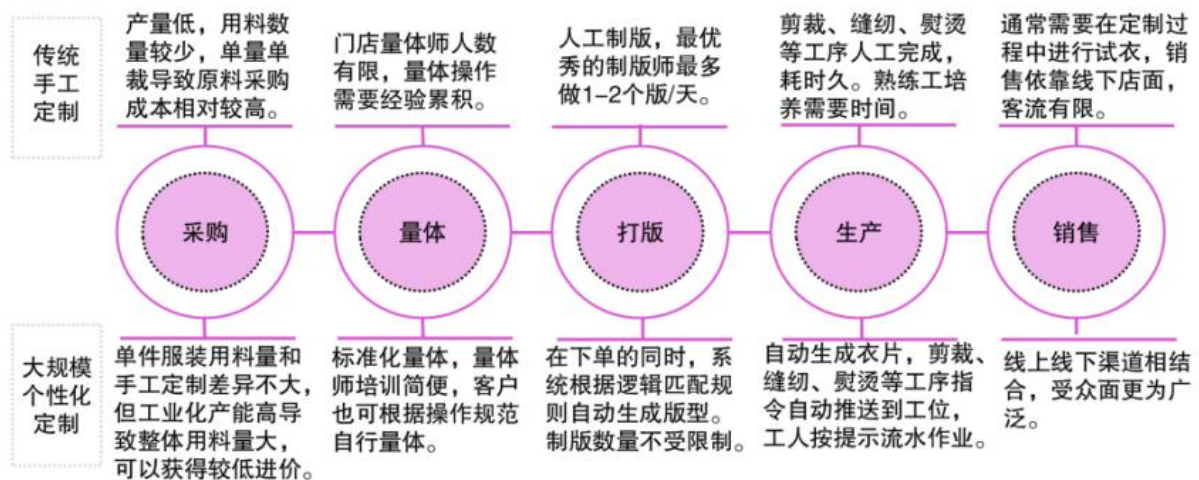 传统
手工
定制
产量低，用料数
量较少，单量单
裁导致原料采购
成本相对较高。
门店量体师人数
有限，量体操作
需要经验累积。
人工制版，最优
秀的制版师最多
做1-2个版/天。
剪裁、缝纫、熨烫
等工序人工完成，
耗时久。熟练工培
养需要时间。
通常需要在定制过
程中进行试衣，销
售依靠线下店面，
客流有限。
采购
量体
打版
生产
销售
大规模
个性化
定制
单件服装用料量和
手工定制差异不大，
但工业化产能高导
致整体用料量大，
可以获得较低进价。
标准化量体，量体
师培训简便，客户
也可根据操作规范
自行量体。
在下单的同时，系
统根据逻辑匹配规
则自动生成版型。
制版数量不受限制。
自动生成衣片，剪裁、
缝纫、熨烫等工序指
令自动推送到工位，
工人按提示流水作业。
线上线下渠道相结
合，受众面更为广
泛。